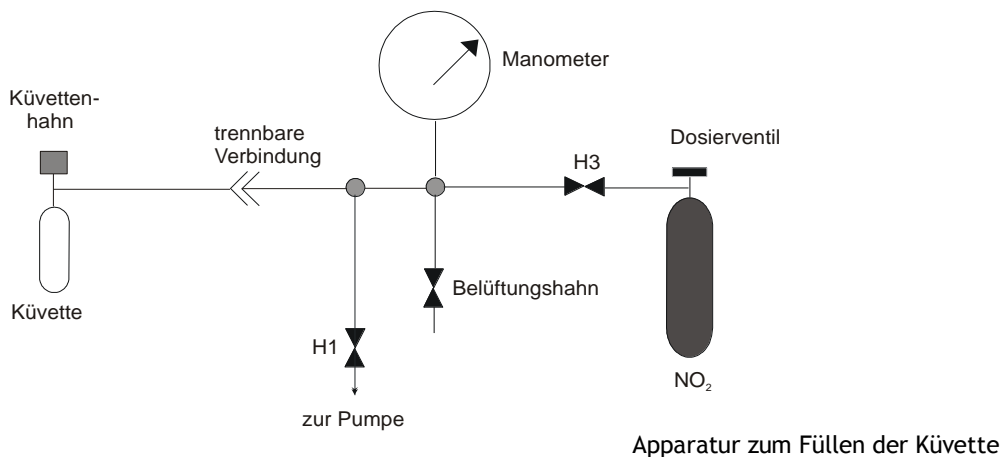 Manometer
Küvetten-
hahn
trennbare
Verbindung
Dosierventil
H3
Belüftungshahn
Küvette
H1
NO₂
zur Pumpe
Apparatur zum Füllen der Küvette